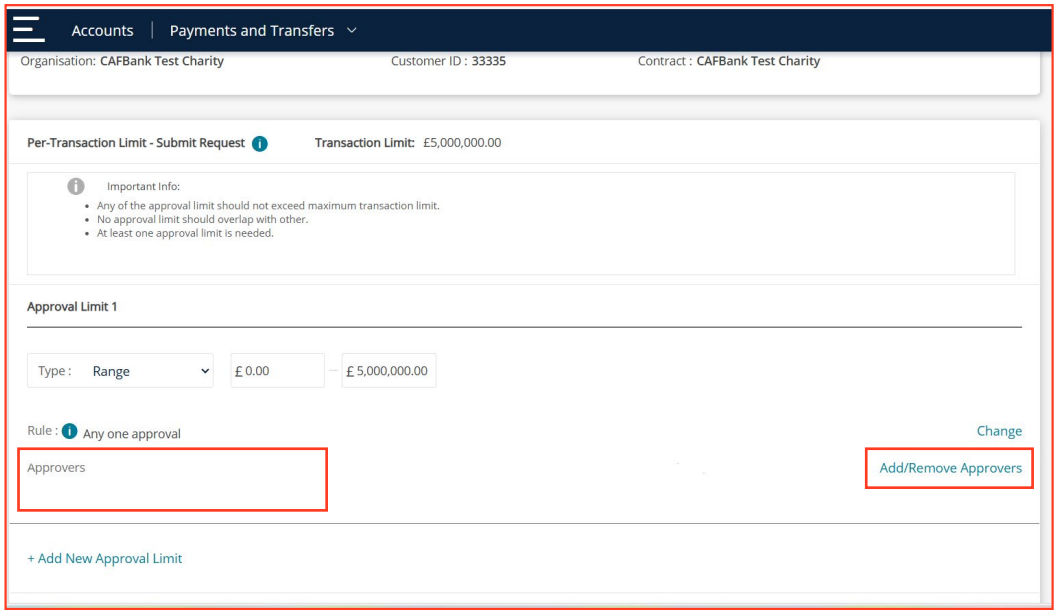 Accounts | Payments and Transfers
Organisation: CAFBank Test Charity Customer ID : 33335 Contract : CAFBank Test Charity
Per-Transaction Limit - Submit Request i Transaction Limit: £5,000,000.00
i Important Info:
• Any of the approval limit should not exceed maximum transaction limit.
• No approval limit should overlap with other.
• At least one approval limit is needed.
Approval Limit 1
Type : Range £ 0.00 — £ 5,000,000.00
Rule : i Any one approval Change
Approvers Add/Remove Approvers
+ Add New Approval Limit